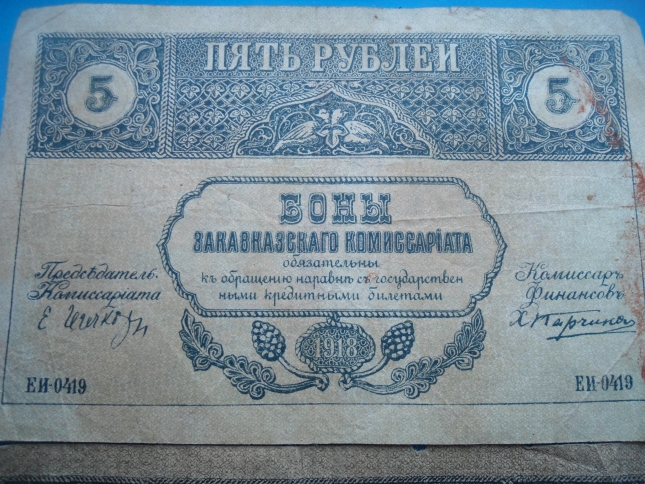 ПЯТЬ РУБЛЕЙ
5
5
БОНЫ
ЗАКАВКАЗСКАГО КОМИССАРІАТА
обязательны
къ обращенію наравнѣ съ государствен
ными кредитными билетами
Предсѣдатель
Комиссаріата
Комиссаръ
Финансовъ
1918
ЕИ-0419
ЕИ-0419